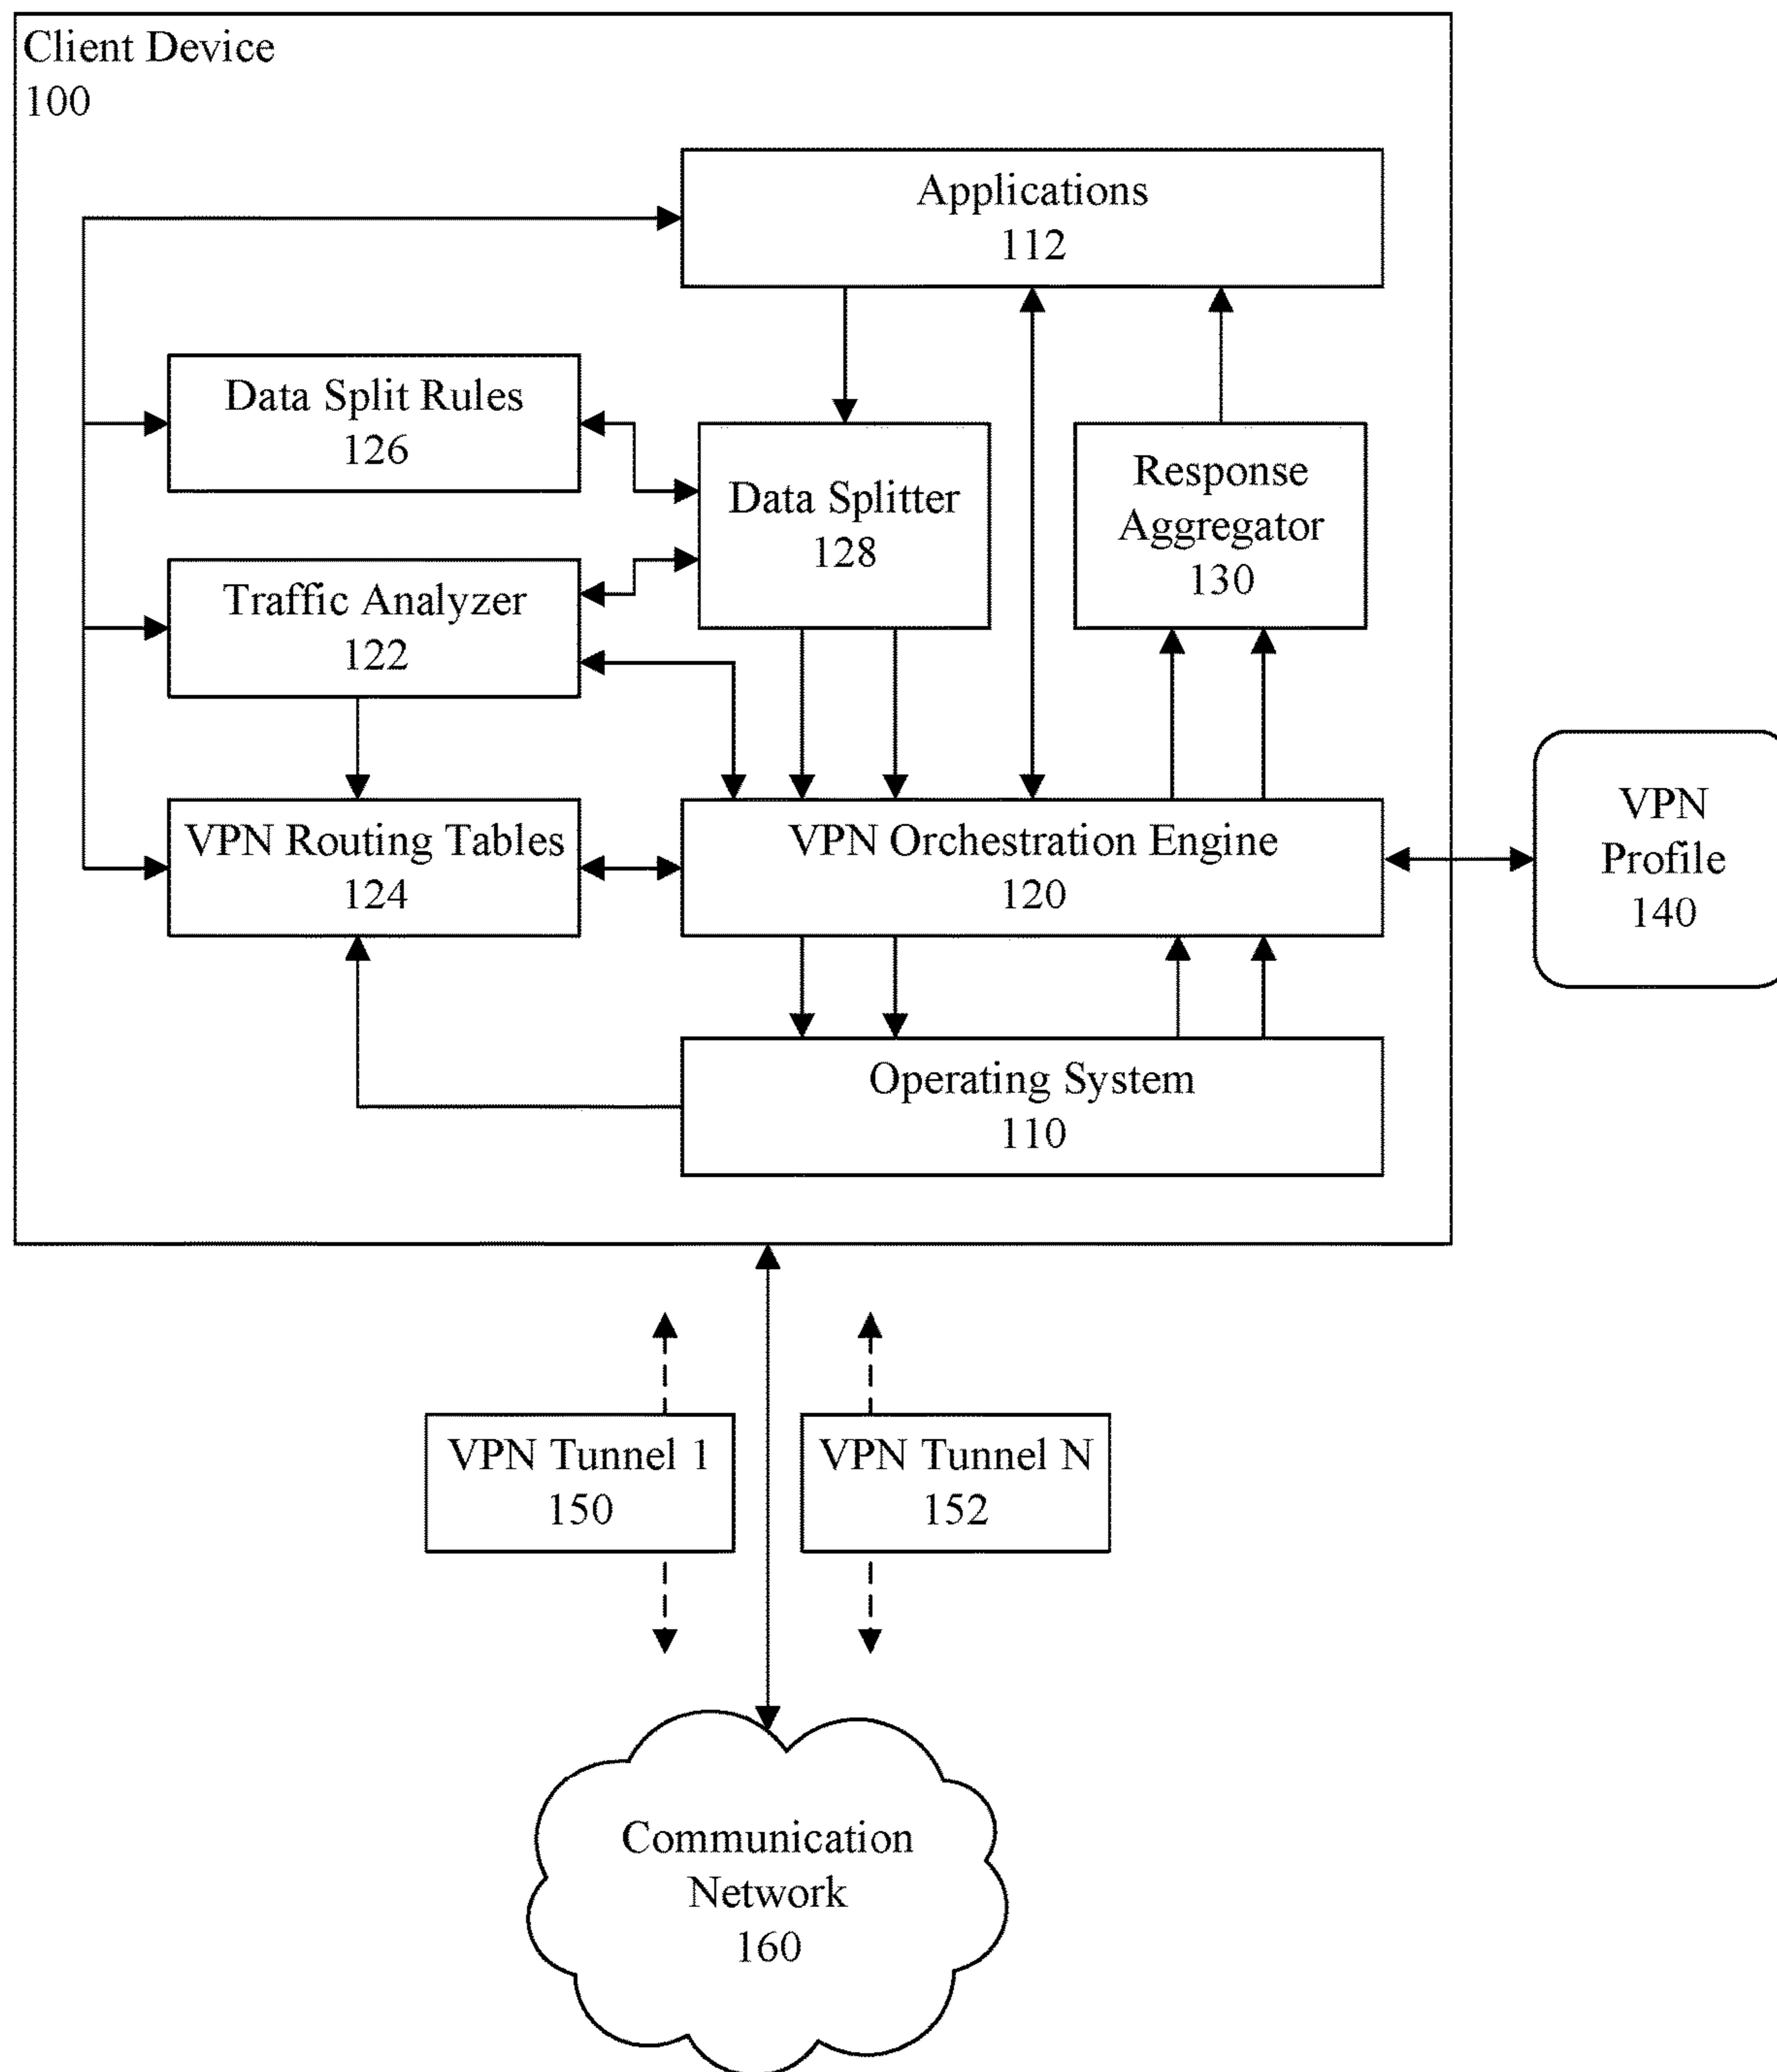 Client Device
100
Applications
112
Data Split Rules
126
Data Splitter
128
Response
Aggregator
130
Traffic Analyzer
122
VPN Routing Tables
124
VPN Orchestration Engine
120
VPN
Profile
140
Operating System
110
VPN Tunnel 1
150
VPN Tunnel N
152
Communication
Network
160